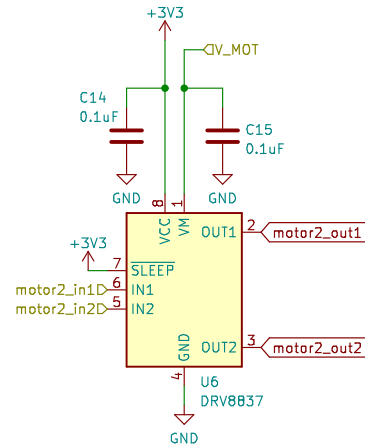 +3V3
V_MOT
C14
0.1uF
C15
0.1uF
GND
GND
8
1
VCC
VM
OUT1
2
motor2_out1
+3V3
7
SLEEP
motor2_in1
6
IN1
motor2_in2
5
IN2
GND
OUT2
3
motor2_out2
4
U6
DRV8837
GND